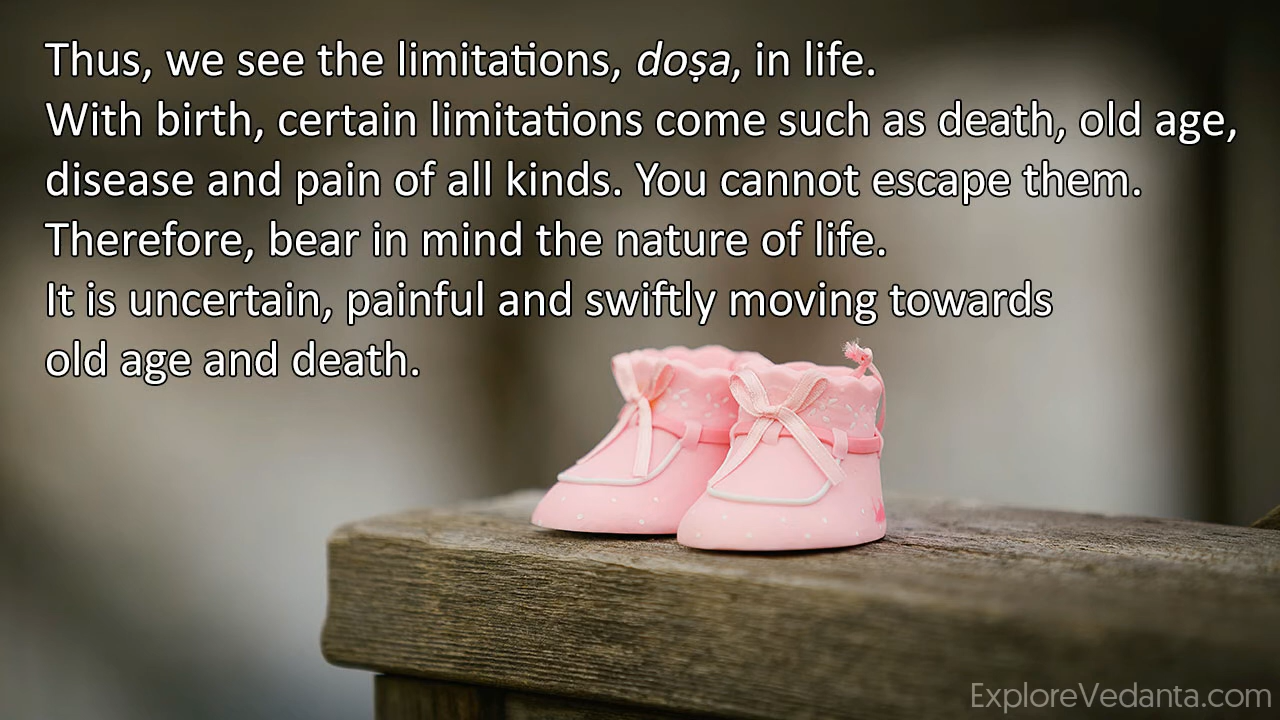 Thus, we see the limitations, doṣa, in life.
With birth, certain limitations come such as death, old age,
disease and pain of all kinds. You cannot escape them.
Therefore, bear in mind the nature of life.
It is uncertain, painful and swiftly moving towards
old age and death.
ExploreVedanta.com